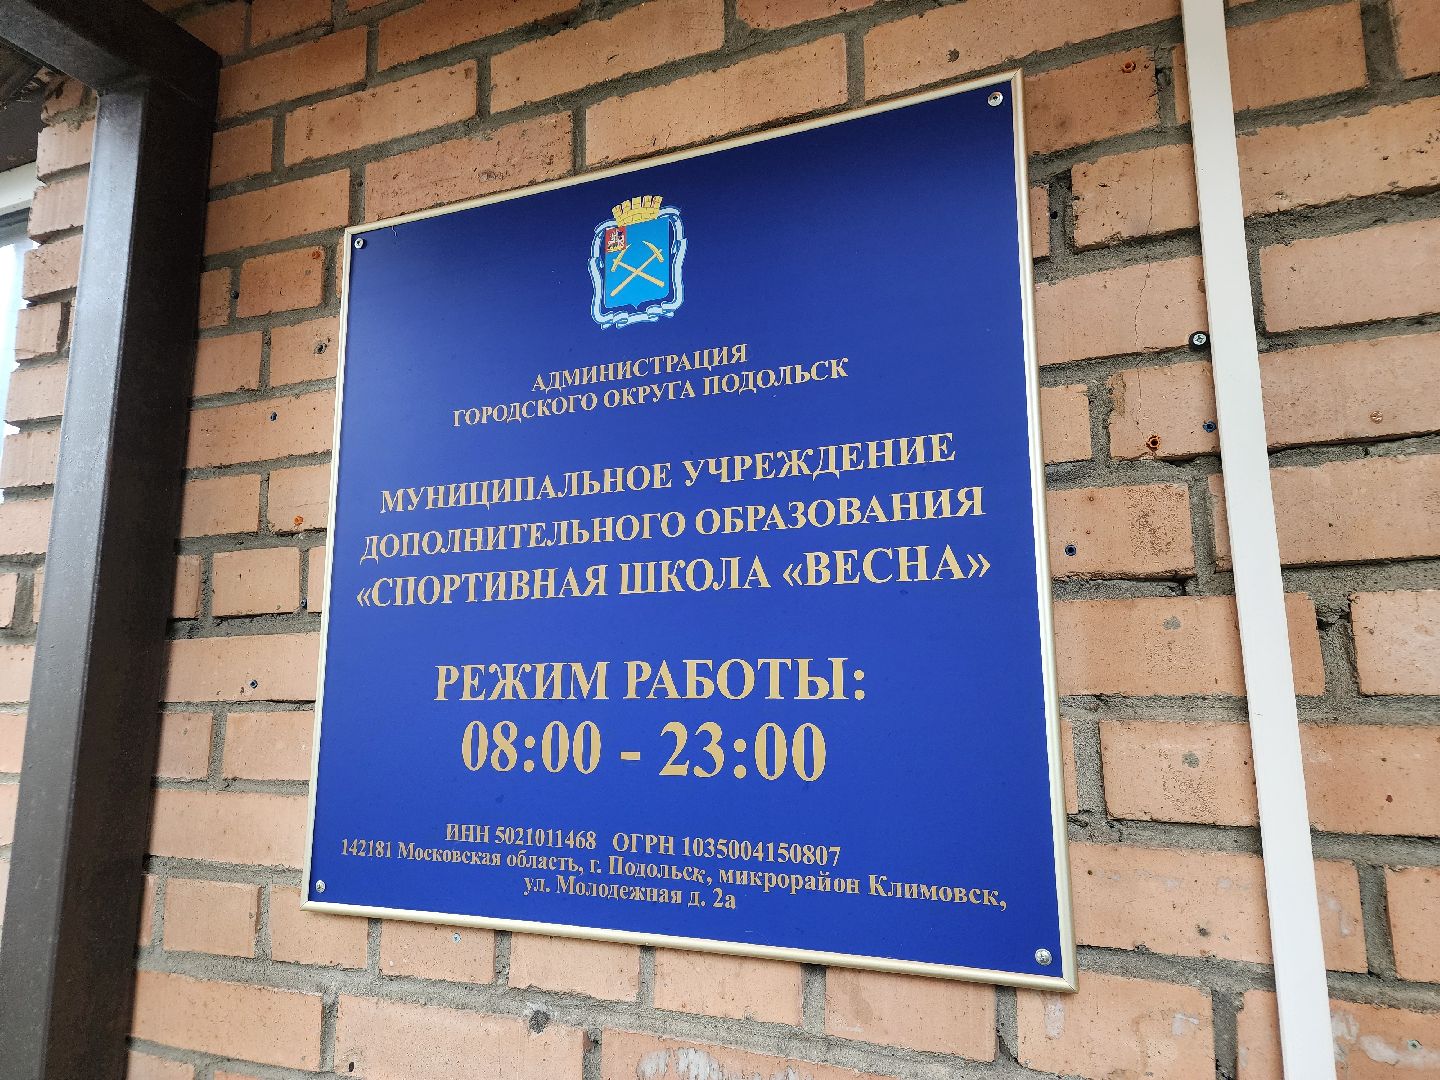 АДМИНИСТРАЦИЯ
ГОРОДСКОГО ОКРУГА ПОДОЛЬСК
МУНИЦИПАЛЬНОЕ УЧРЕЖДЕНИЕ
ДОПОЛНИТЕЛЬНОГО ОБРАЗОВАНИЯ
«СПОРТИВНАЯ ШКОЛА «ВЕСНА»
РЕЖИМ РАБОТЫ:
08:00 - 23:00
ИНН 5021011468 ОГРН 1035004150807
142181 Московская область, г. Подольск, микрорайон Климовск,
ул. Молодежная д. 2а